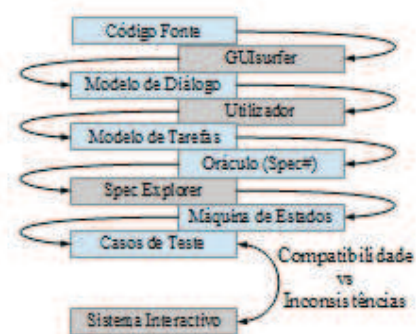 Código Fonte
GUIsurfer
Modelo de Diálogo
Utilizador
Modelo de Tarefas
Oráculo (Spec#)
Spec Explorer
Máquina de Estados
Casos de Teste
Compatibilidade
vs
Inconsistências
Sistema Interactivo